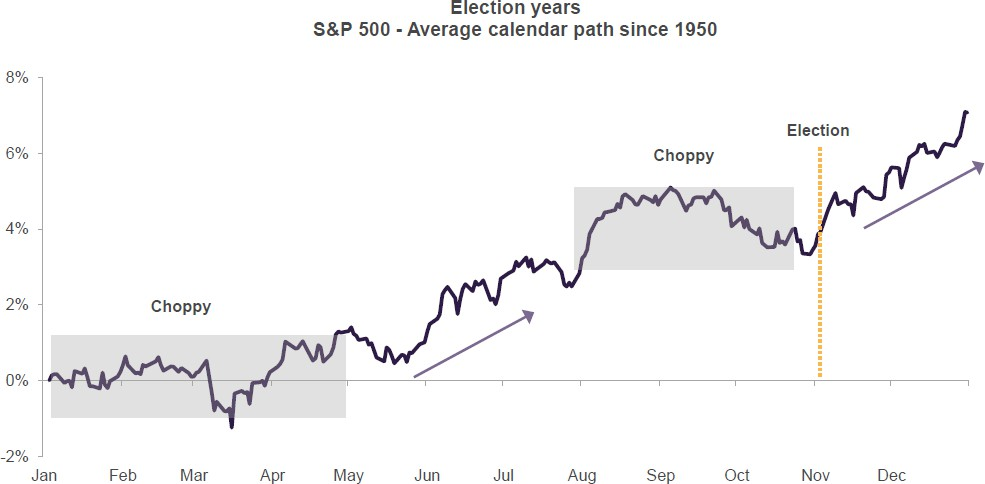 Election years
S&P 500 - Average calendar path since 1950
8%
6%
4%
2%
0%
-2%
Choppy
Choppy
Election
Jan Feb Mar Apr May Jun Jul Aug Sep Oct Nov Dec